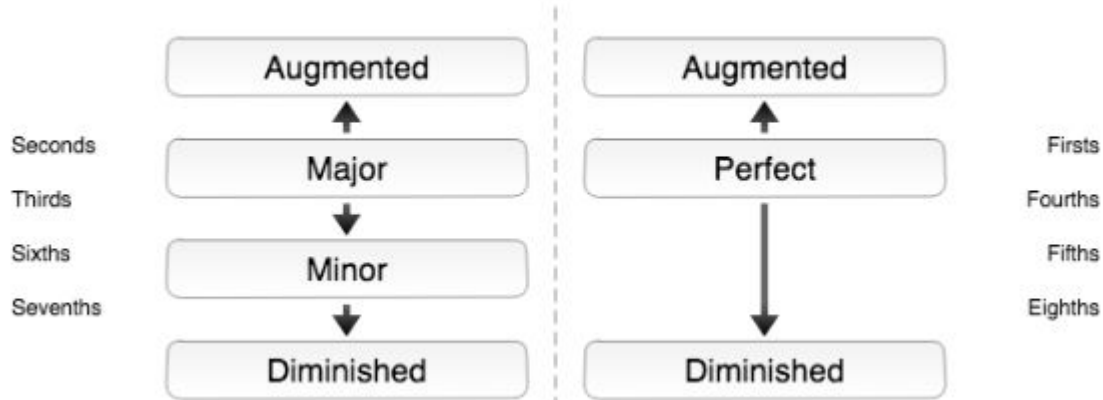 Augmented
Augmented
Seconds
Major
Perfect
Firsts
Thirds
Fourths
Sixths
Minor
Fifths
Sevenths
Eighths
Diminished
Diminished